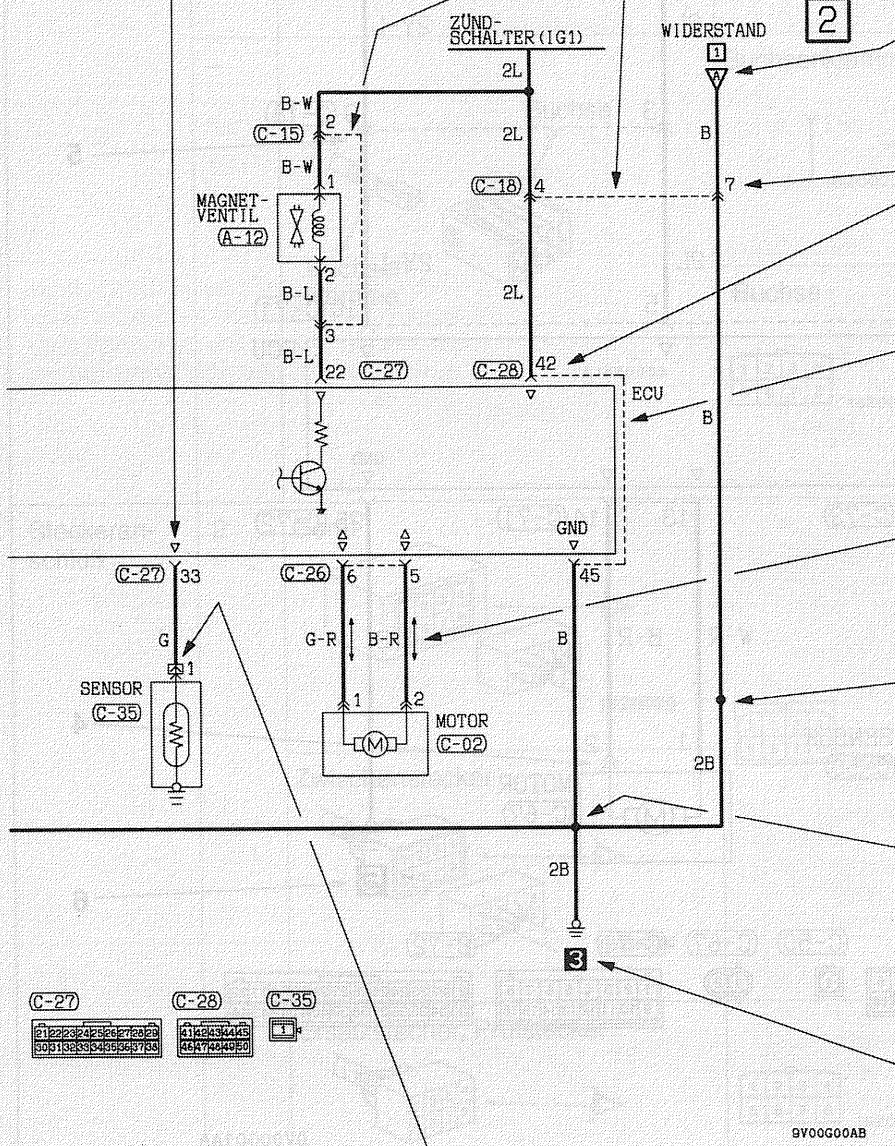 2
ZÜND-
SCHALTER(IG1)
WIDERSTAND
1
A
2L
B-W
2
(C-15)
2L
B
B-W
1
(C-18) 4
7
MAGNET-
VENTIL
(A-12)
2
B-L
2L
3
B-L
22 (C-27)
(C-28) 42
ECU
B
GND
(C-27) 33
(C-26) 6
5
45
G
G-R
B-R
B
1
SENSOR
(C-35)
1
2
MOTOR
(C-02)
M
2B
2B
3
(C-27)
(C-28)
(C-35)
21 22 23 24 25 26 27 28 29
30 31 32 33 34 35 36 37 38
41 42 43 44 45
46 47 48 49 50
1
9V00G00AB